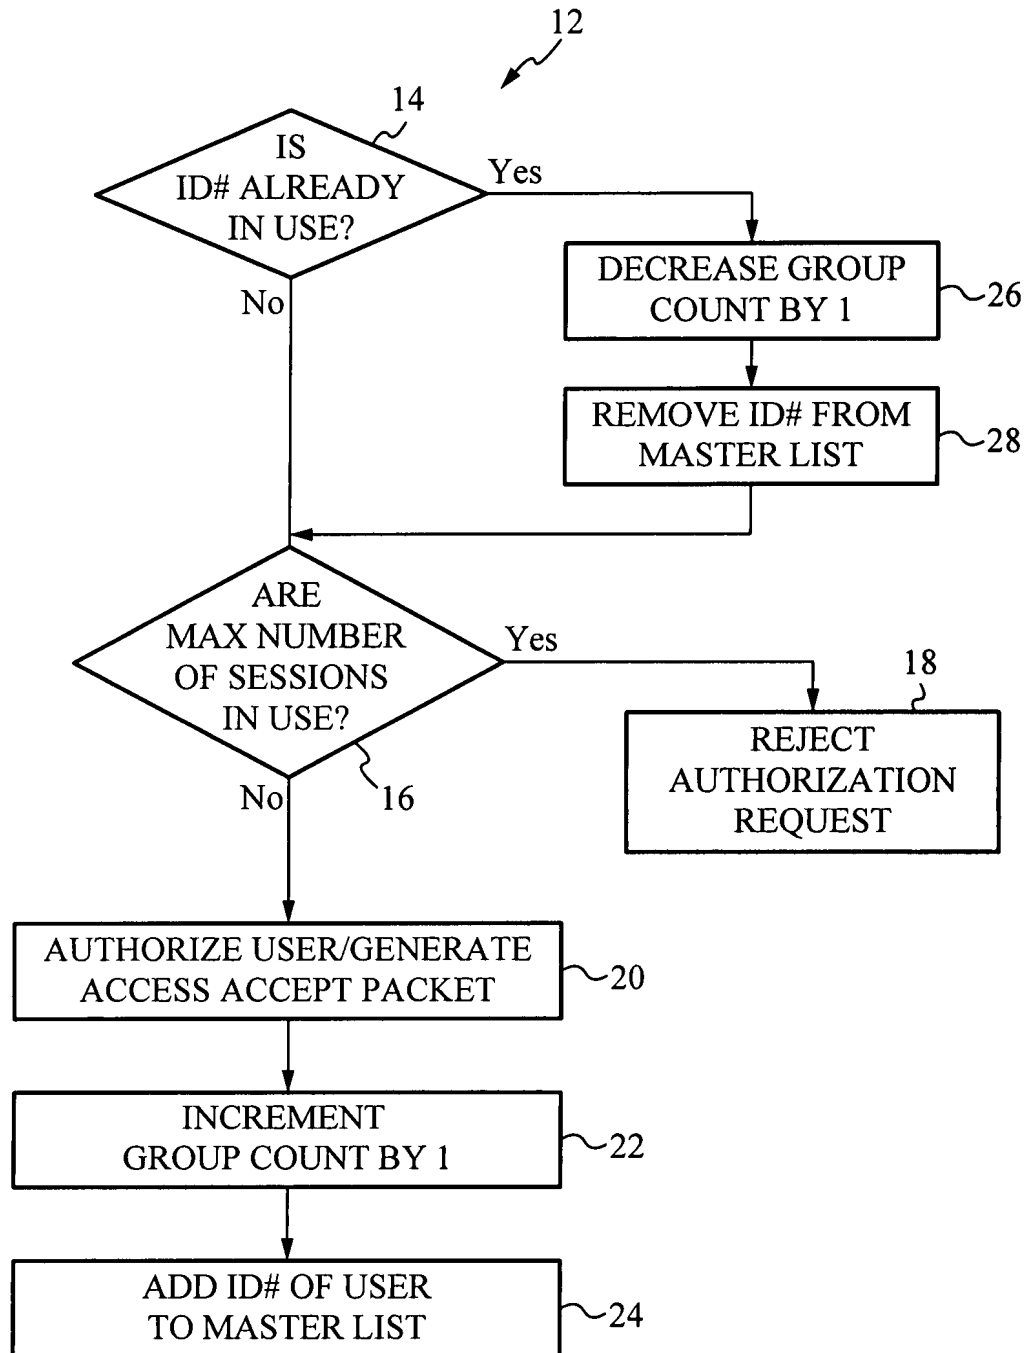 12
14
IS
ID# ALREADY
IN USE?
Yes
No
DECREASE GROUP
COUNT BY 1
26
REMOVE ID# FROM
MASTER LIST
28
ARE
MAX NUMBER
OF SESSIONS
IN USE?
Yes
No
16
18
REJECT
AUTHORIZATION
REQUEST
AUTHORIZE USER/GENERATE
ACCESS ACCEPT PACKET
20
INCREMENT
GROUP COUNT BY 1
22
ADD ID# OF USER
TO MASTER LIST
24